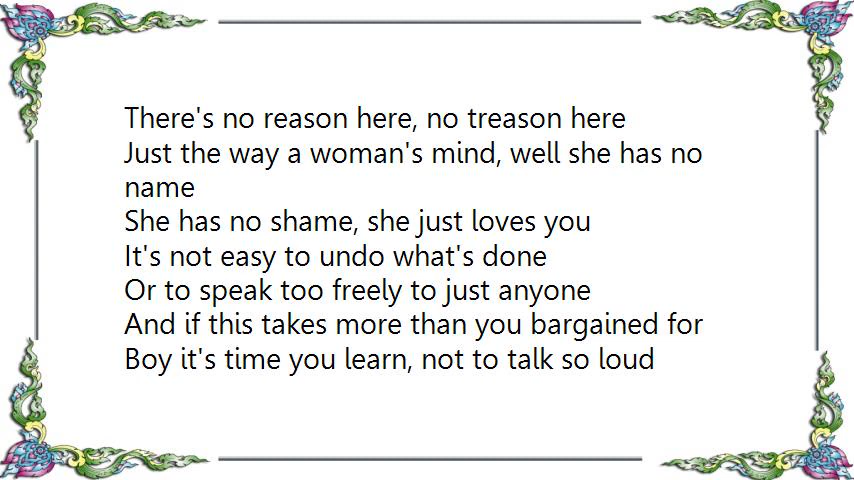 There's no reason here, no treason here
Just the way a woman's mind, well she has no
name
She has no shame, she just loves you
It's not easy to undo what's done
Or to speak too freely to just anyone
And if this takes more than you bargained for
Boy it's time you learn, not to talk so loud